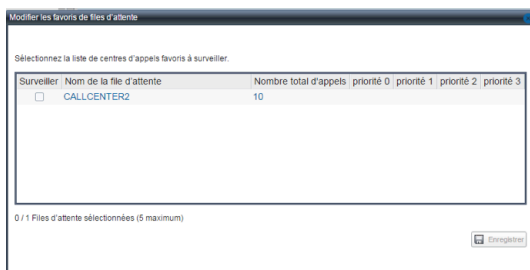 Modifier les favoris de files d'attente
Sélectionnez la liste de centres d'appels favoris à surveiller.
Surveiller Nom de la file d'attente Nombre total d'appels priorité 0 priorité 1 priorité 2 priorité 3
CALLCENTER2 10
0 / 1 Files d'attente sélectionnées (5 maximum)
Enregistrer